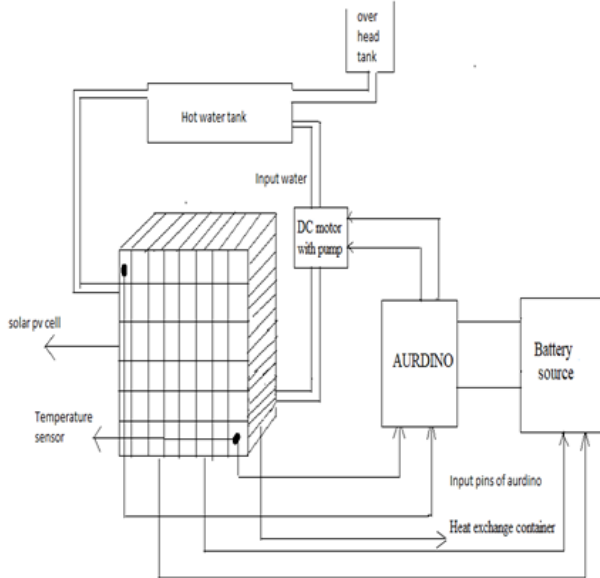 over
head
tank
Hot water tank
Input water
DC motor
with pump
solar pv cell
AURDINO
Battery
source
Temperature
sensor
Input pins of aurdino
Heat exchange container